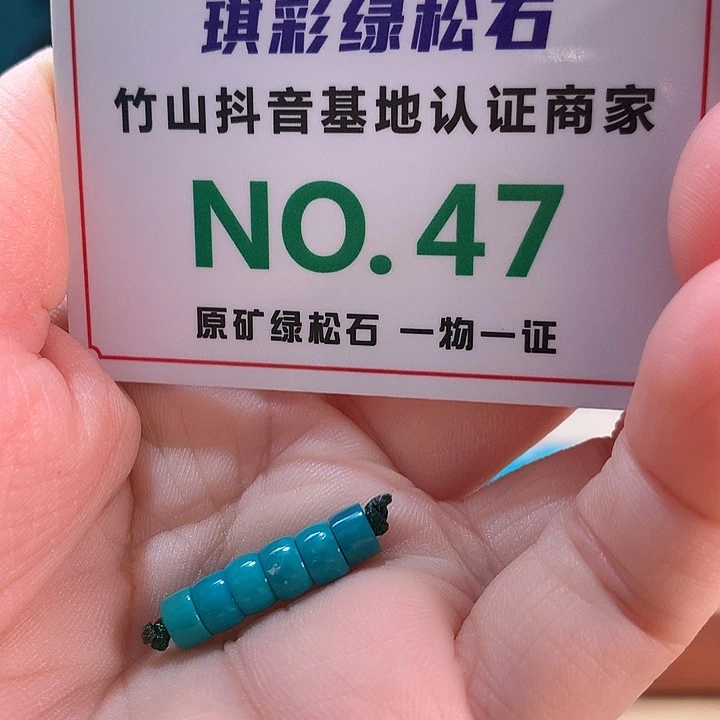 琪彩绿松石
竹山抖音基地认证商家
NO.47
原矿绿松石 一物一证